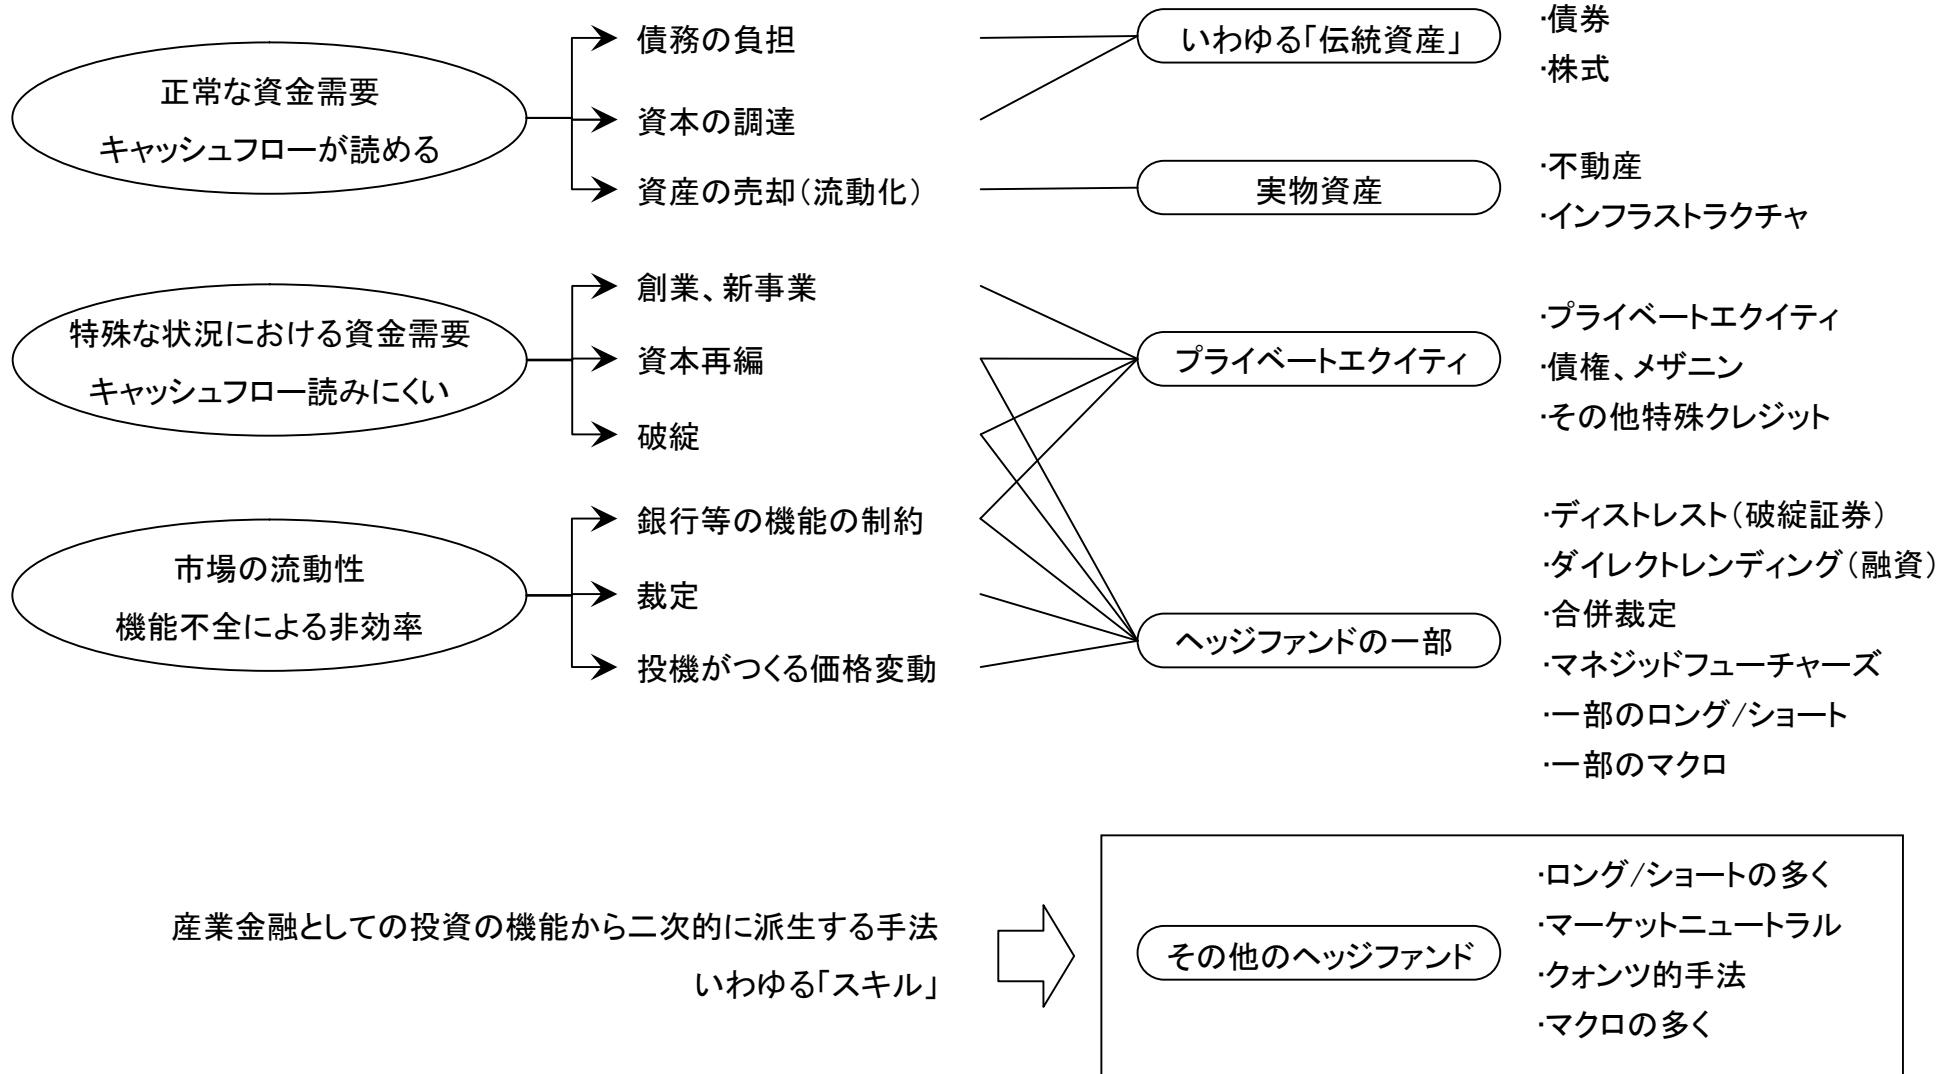 正常な資金需要
キャッシュフローが読める
債務の負担
資本の調達
資産の売却（流動化）
いわゆる「伝統資産」
・債券
・株式
実物資産
・不動産
・インフラストラクチャ
特殊な状況における資金需要
キャッシュフロー読みにくい
創業、新事業
資本再編
破綻
プライベートエクイティ
・プライベートエクイティ
・債権、メザニン
・その他特殊クレジット
市場の流動性
機能不全による非効率
銀行等の機能の制約
裁定
投機がつくる価格変動
ヘッジファンドの一部
・ディストレスト（破綻証券）
・ダイレクトレンディング（融資）
・合併裁定
・マネジッドフューチャーズ
・一部のロング/ショート
・一部のマクロ
産業金融としての投資の機能から二次的に派生する手法
いわゆる「スキル」
その他のヘッジファンド
・ロング/ショートの多く
・マーケットニュートラル
・クォンツ的手法
・マクロの多く